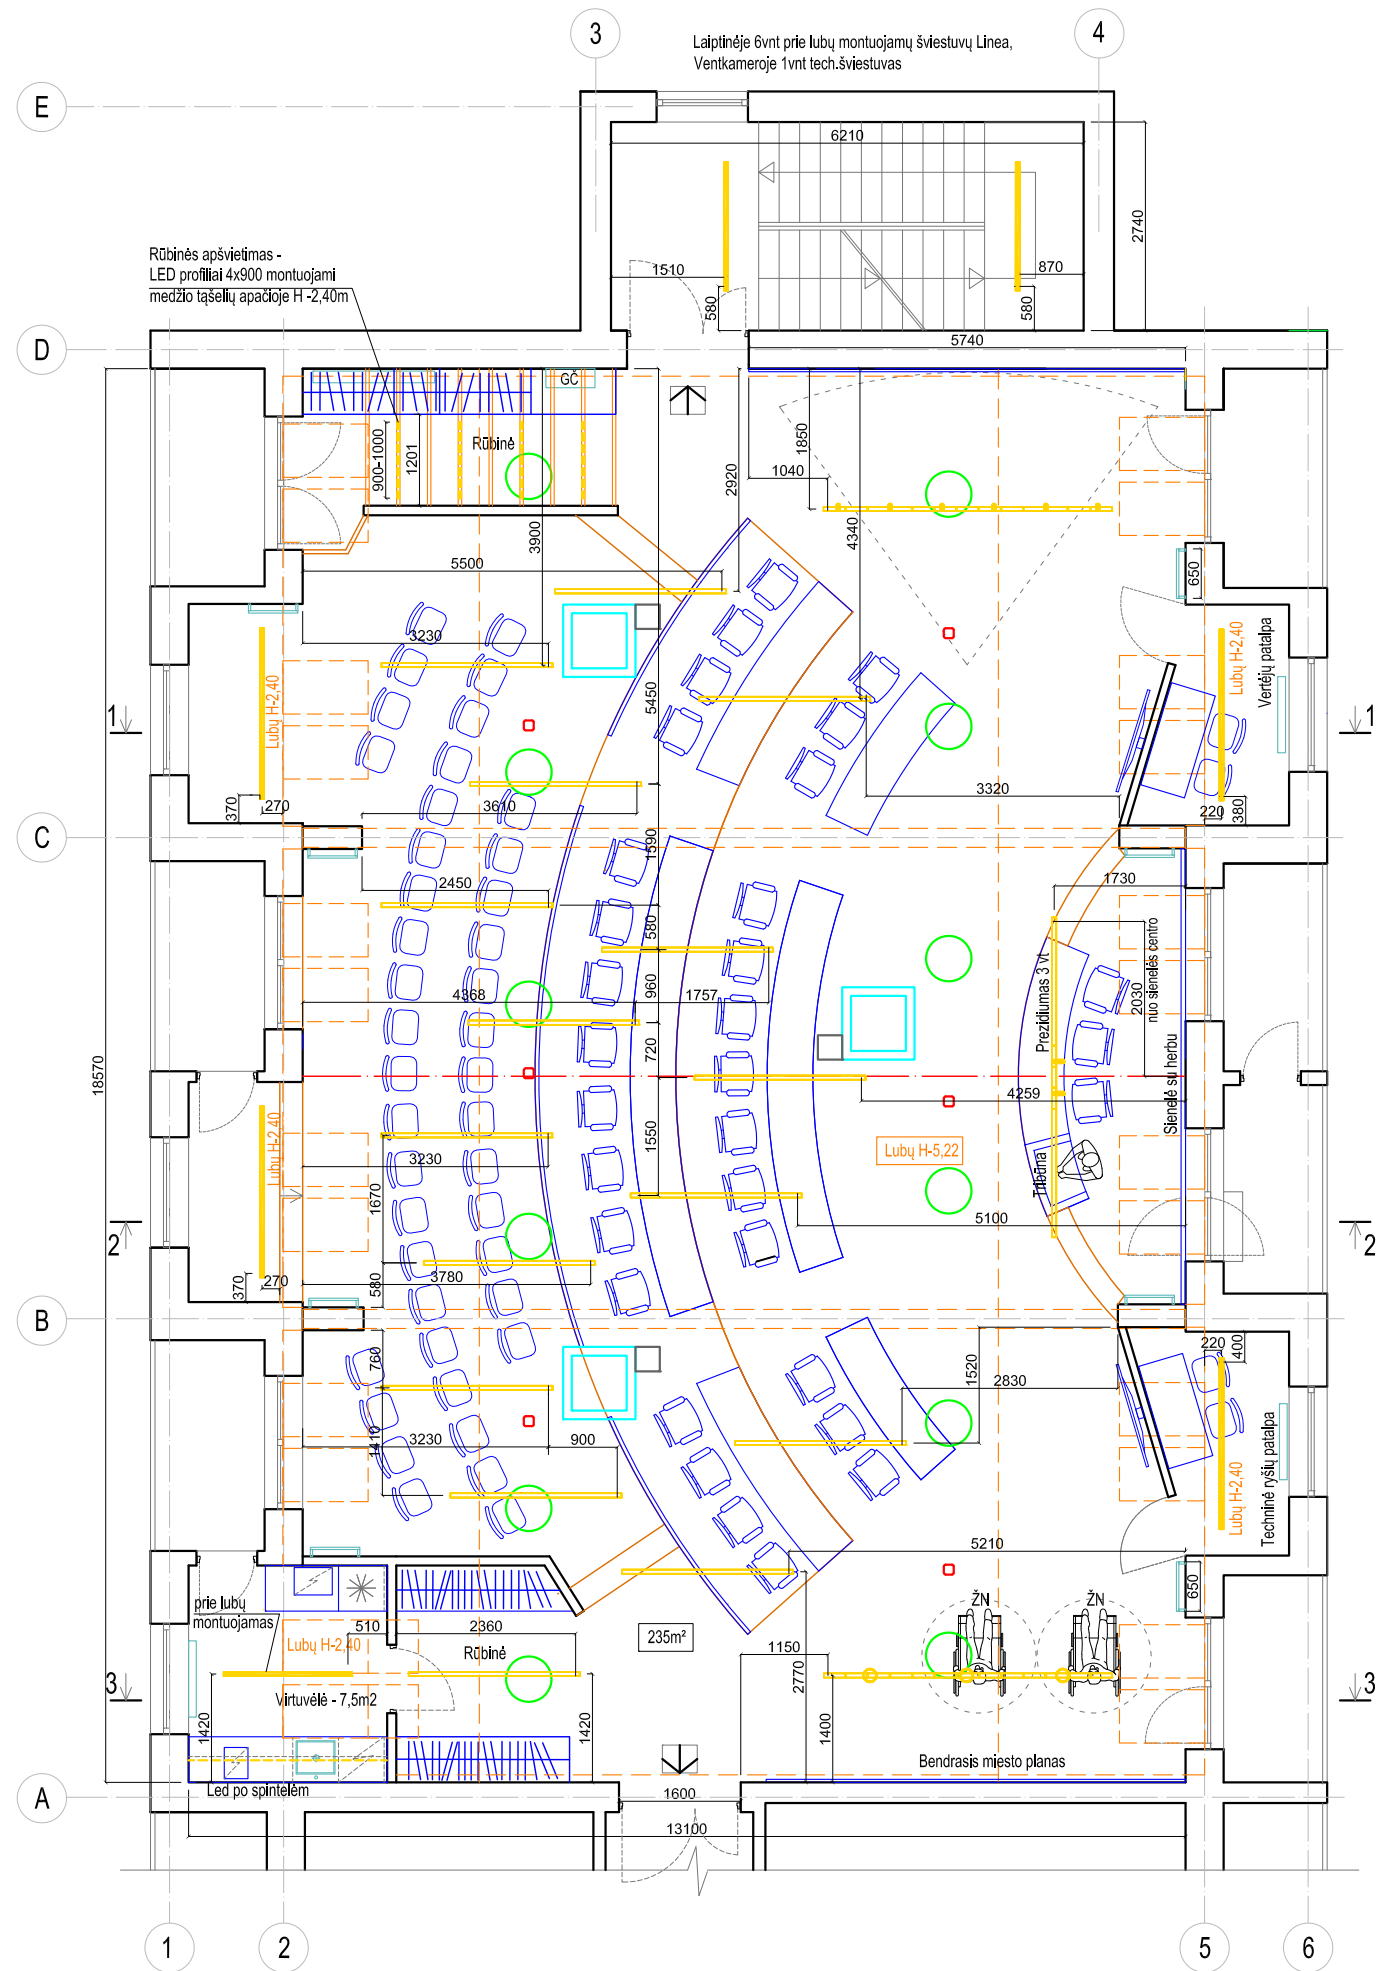 3
4
Laiptinėje 6vnt prie lubų montuojamų šviestuvų Linea,
Ventkameroje 1vnt tech.šviestuvas
E
6210
2740
Rūbinės apšvietimas -
LED profiliai 4x900 montuojami
medžio tąšelių apačioje H -2,40m
1510
870
580
580
D
5740
GČ
Rūbinė
900-1000
1201
2920
1850
1040
3900
4340
5500
650
3230
Lubų H-2,40
Lubų H-2,40
Vertėjų patalpa
5450
1
1
370
270
3610
3320
220
380
C
1590
2450
1730
580
4368
960
1757
Prezidiumas 3 vt
2030
nuo sienelės centro
720
18570
4259
Sienelė su herbu
Lubų H-2,40
1550
Lubų H-5,22
Tribūna
3230
1670
5100
2
2
370
270
3780
580
B
760
220
400
1520
2830
1410
3230
900
Lubų H-2,40
Techninė ryšių patalpa
5210
650
prie lubų
montuojamas
ŽN
ŽN
510
2360
235m²
Lubų H-2,40
Rūbinė
1150
2770
3
3
Virtuvėlė - 7,5m2
1420
1420
1400
Bendrasis miesto planas
Led po spintelėm
A
1600
13100
1
2
5
6